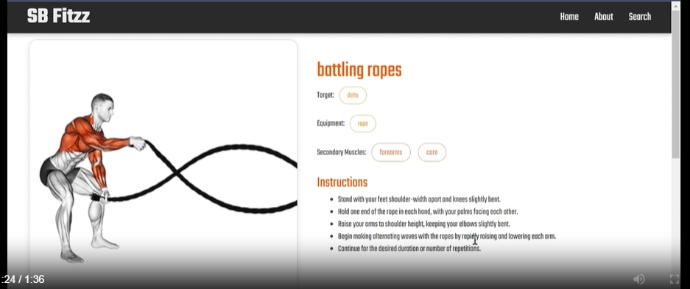 SB Fitzz
Home About Search
battling ropes
Target: delts
Equipment: rope
Secondary Muscles: forearms core
Instructions
Stand with your feet shoulder-width apart and knees slightly bent.
Hold one end of the rope in each hand, with your palms facing each other.
Raise your arms to shoulder height, keeping your elbows slightly bent.
Begin making alternating waves with the ropes by rapidly raising and lowering each arm.
Continue for the desired duration or number of repetitions.
:24 / 1:36